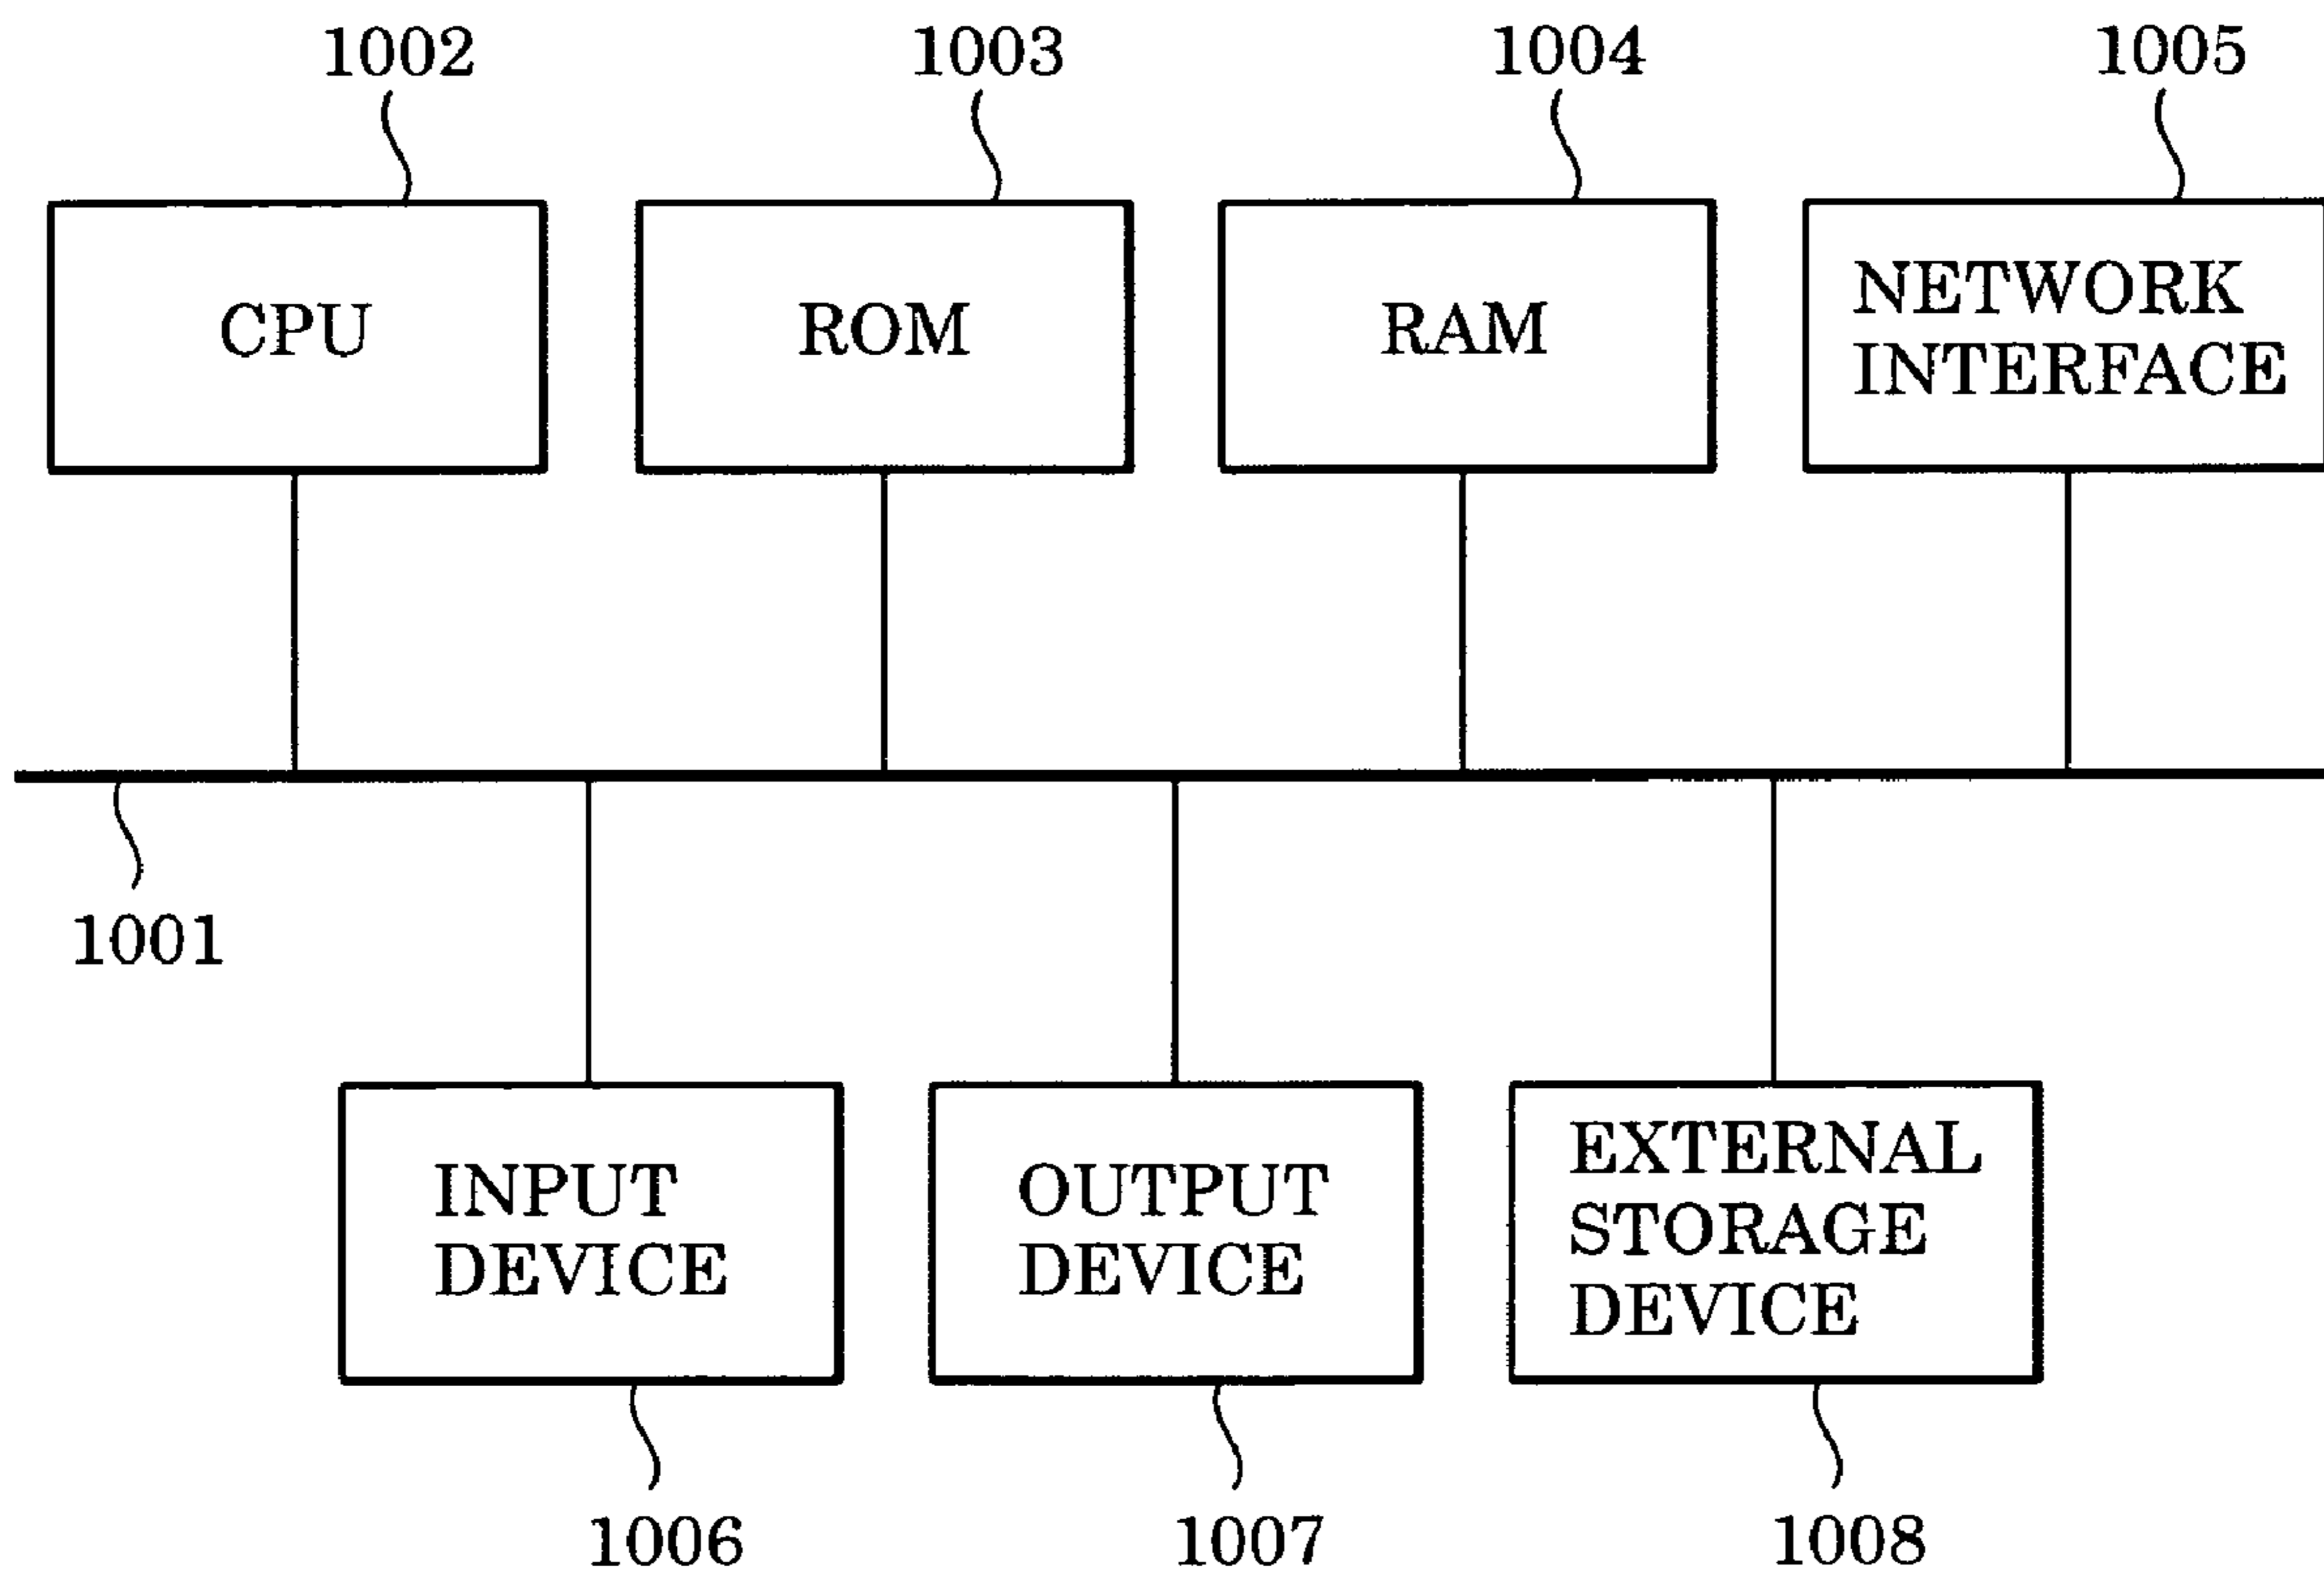 1002
1003
1004
1005
CPU
ROM
RAM
NETWORK
INTERFACE
1001
INPUT
DEVICE
OUTPUT
DEVICE
EXTERNAL
STORAGE
DEVICE
1006
1007
1008